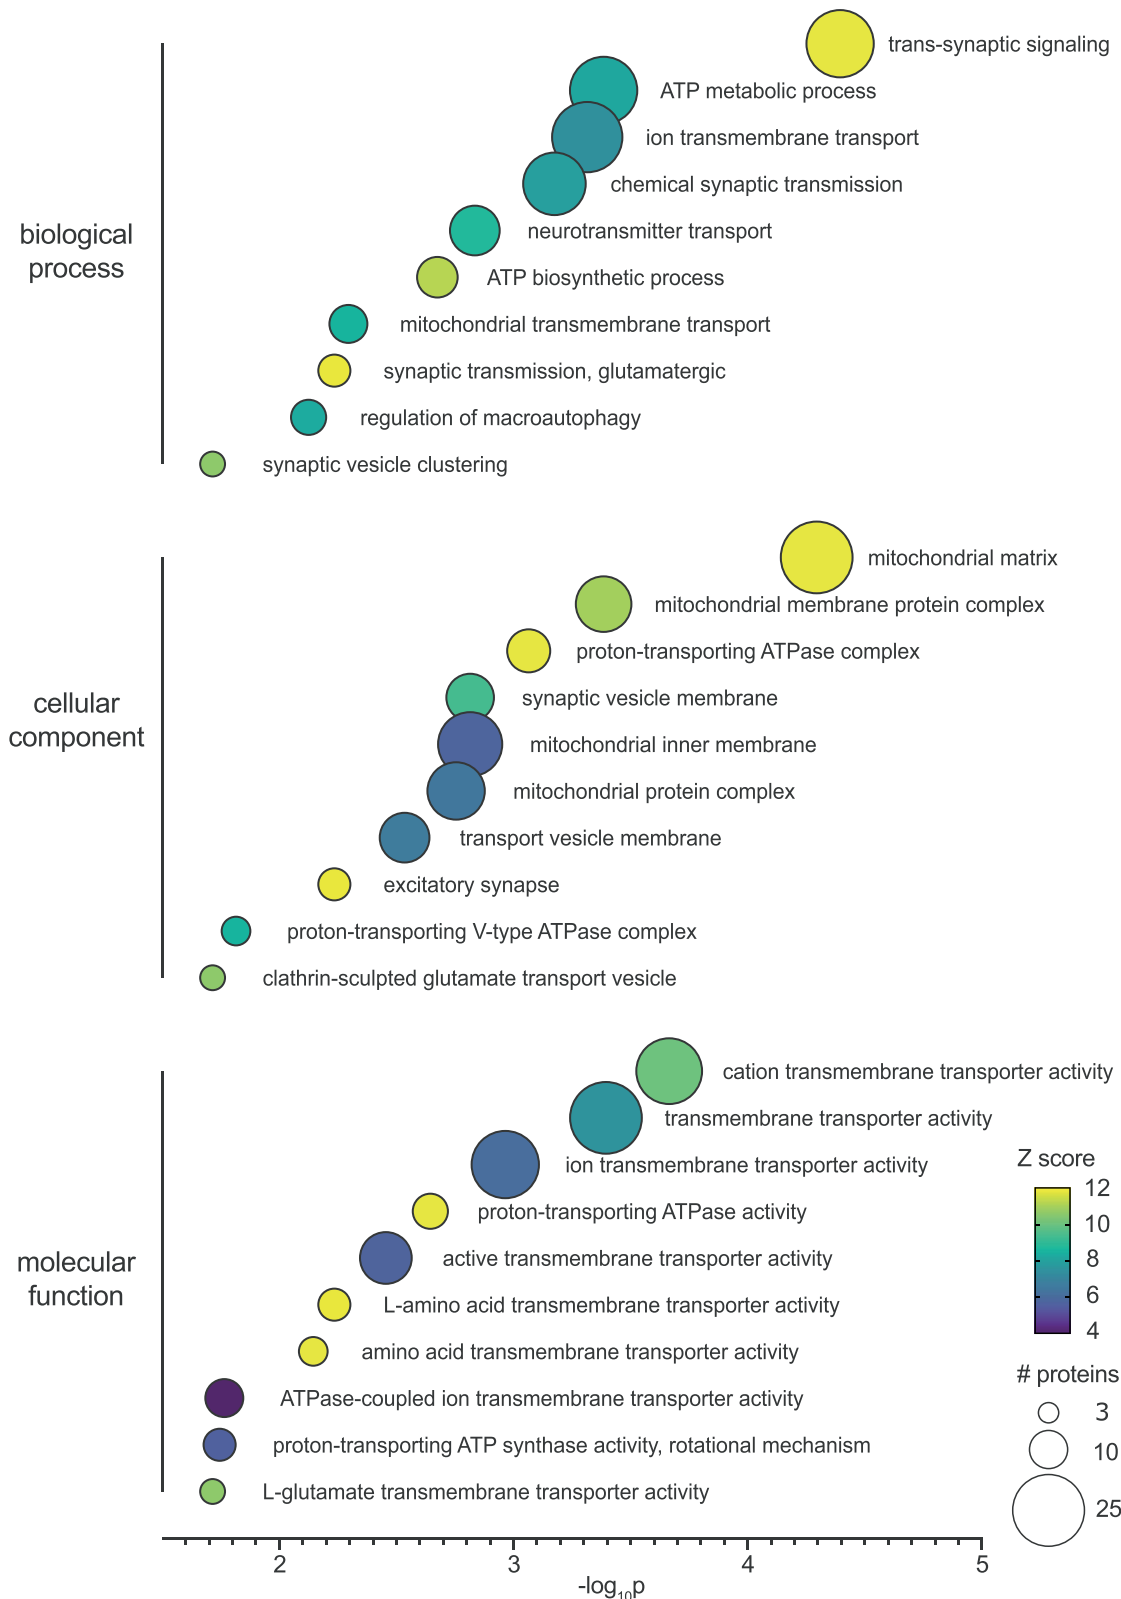 trans-synaptic signaling
ATP metabolic process
ion transmembrane transport
chemical synaptic transmission
neurotransmitter transport
biological
process
ATP biosynthetic process
mitochondrial transmembrane transport
synaptic transmission, glutamatergic
regulation of macroautophagy
synaptic vesicle clustering
mitochondrial matrix
mitochondrial membrane protein complex
proton-transporting ATPase complex
synaptic vesicle membrane
cellular
component
mitochondrial inner membrane
mitochondrial protein complex
transport vesicle membrane
excitatory synapse
proton-transporting V-type ATPase complex
clathrin-sculpted glutamate transport vesicle
cation transmembrane transporter activity
transmembrane transporter activity
ion transmembrane transporter activity
proton-transporting ATPase activity
active transmembrane transporter activity
molecular
function
L-amino acid transmembrane transporter activity
amino acid transmembrane transporter activity
ATPase-coupled ion transmembrane transporter activity
proton-transporting ATP synthase activity, rotational mechanism
L-glutamate transmembrane transporter activity
Z score
12
10
8
6
4
# proteins
3
10
25
2 3 4 5
-log10p